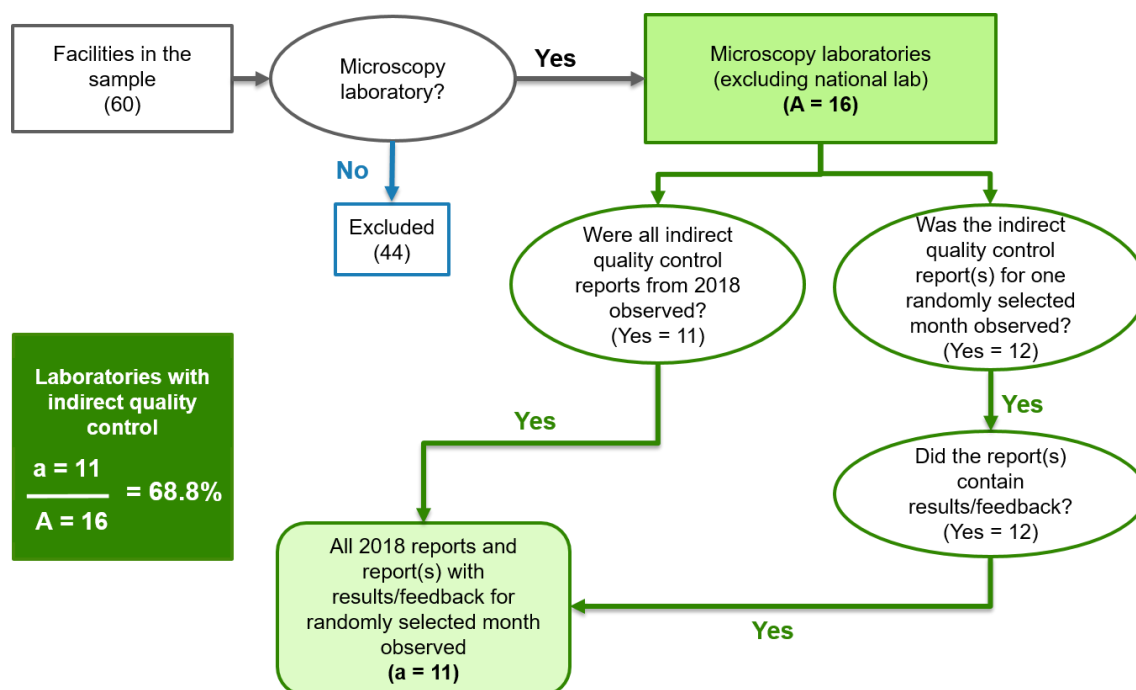 Facilities in the
sample
(60)
Microscopy
laboratory?
Yes
Microscopy laboratories
(excluding national lab)
(A = 16)
No
Excluded
(44)
Were all indirect
quality control
reports from 2018
observed?
(Yes = 11)
Was the indirect
quality control
report(s) for one
randomly selected
month observed?
(Yes = 12)
Laboratories with
indirect quality
control
a = 11
A = 16
= 68.8%
Yes
Yes
Did the report(s)
contain
results/feedback?
(Yes = 12)
All 2018 reports and
report(s) with
results/feedback for
randomly selected month
observed
(a = 11)
Yes